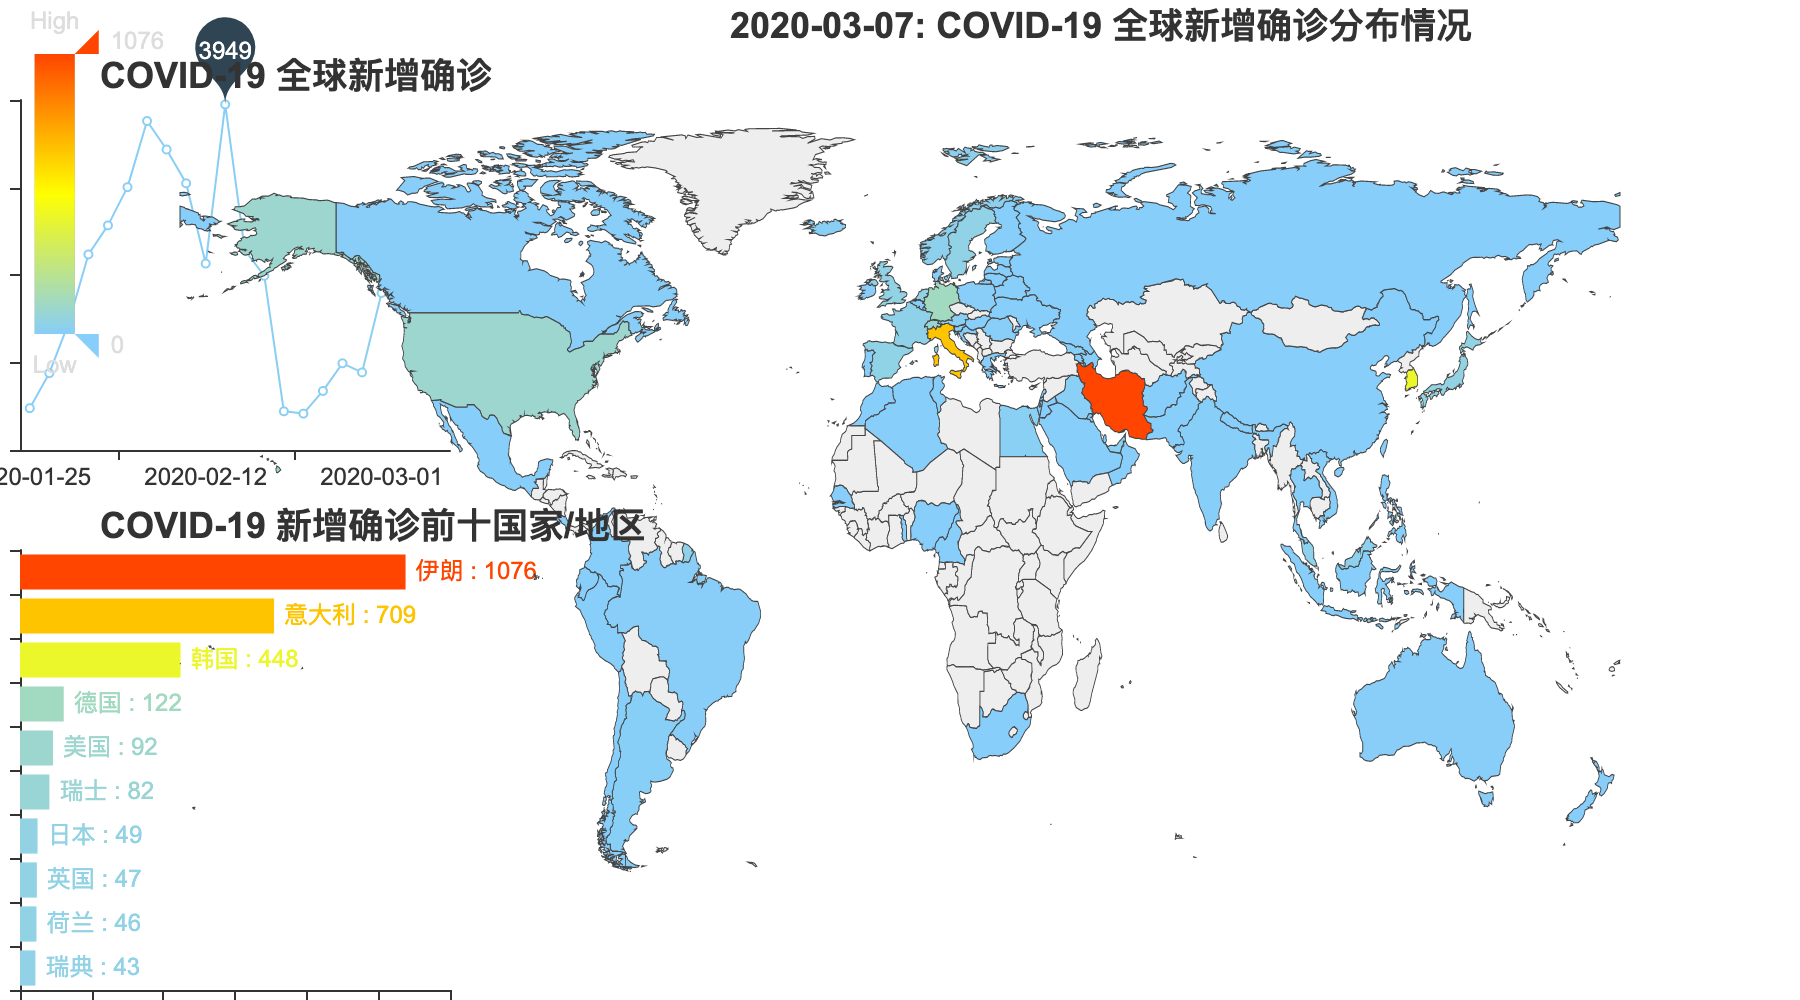 High
1076
3949
2020-03-07: COVID-19 全球新增确诊分布情况
COVID-19 全球新增确诊
0
Low
20-01-25
2020-02-12
2020-03-01
COVID-19 新增确诊前十国家/地区
伊朗 : 1076
意大利 : 709
韩国 : 448
德国 : 122
美国 : 92
瑞士 : 82
日本 : 49
英国 : 47
荷兰 : 46
瑞典 : 43